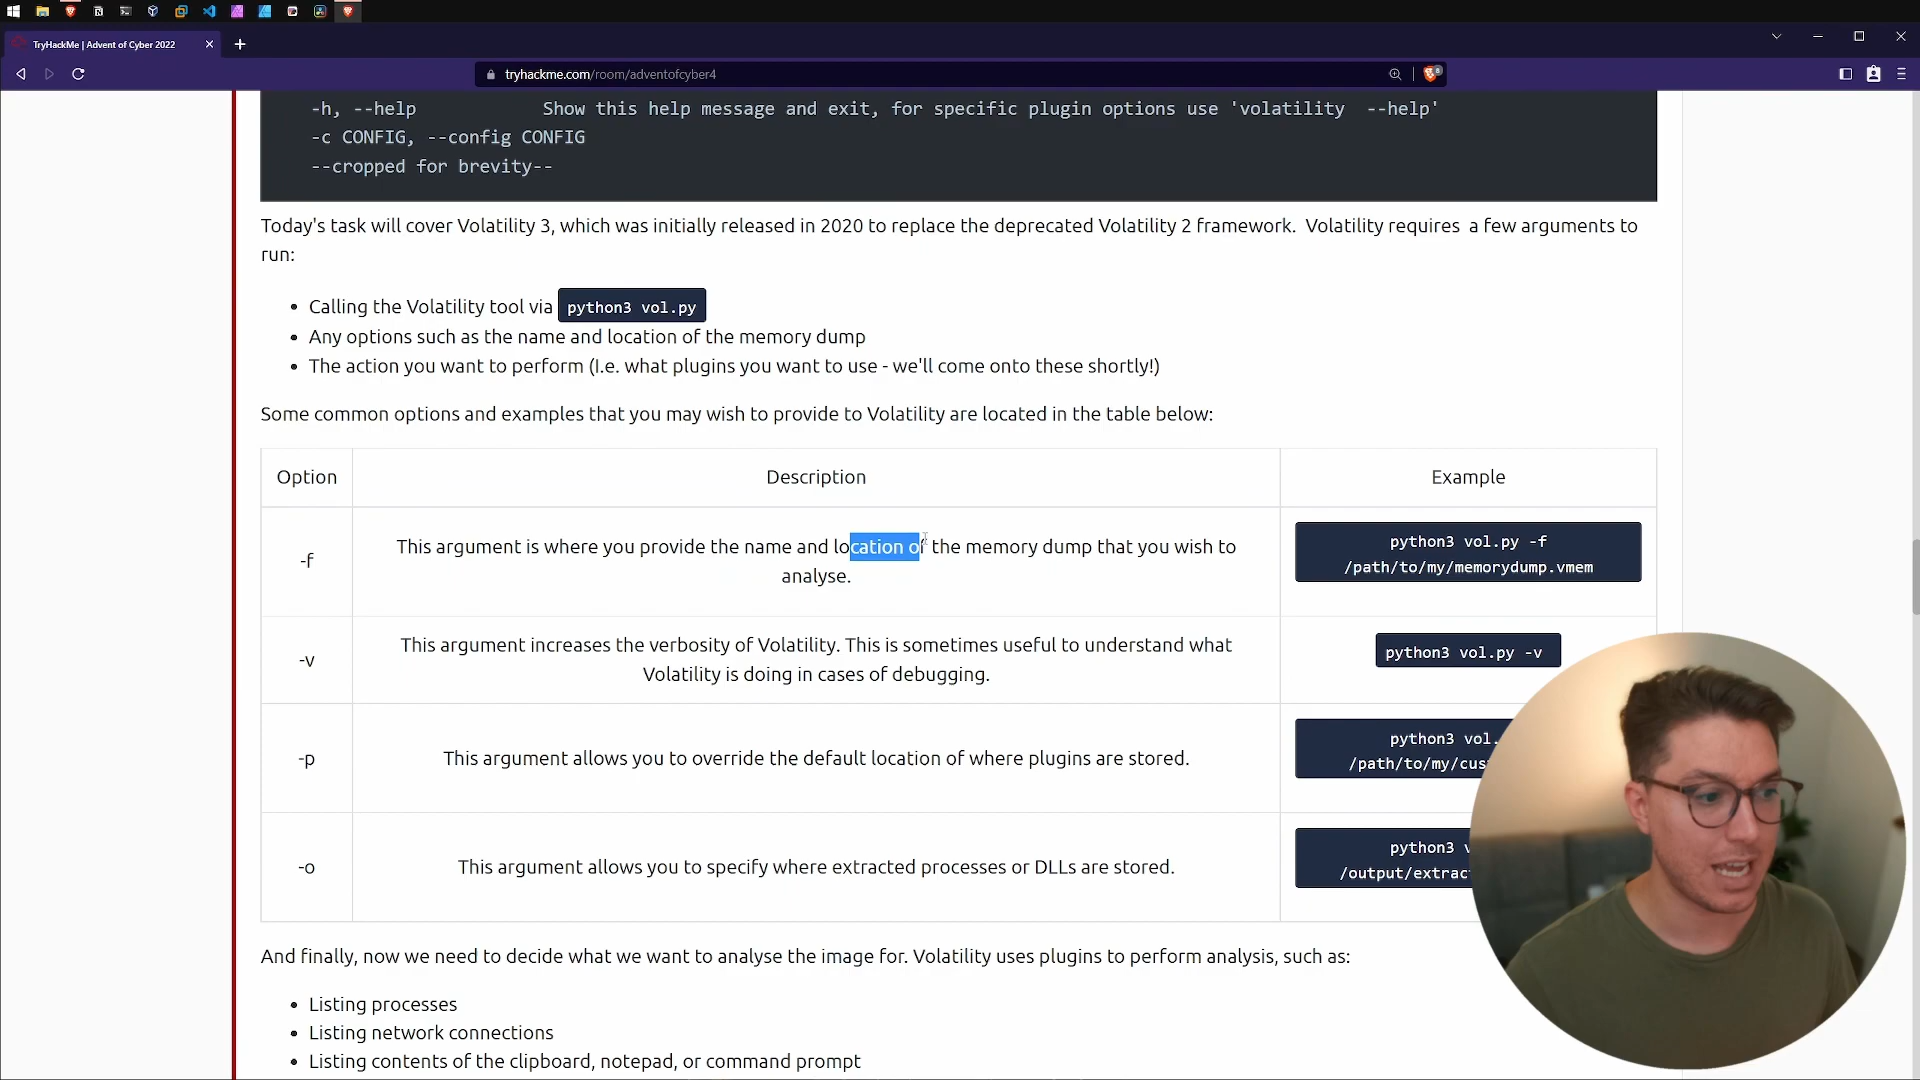 TryHackMe | Advent of Cyber 2022
tryhackme.com/room/adventofcyber4
-h, --help Show this help message and exit, for specific plugin options use 'volatility --help'
-c CONFIG, --config CONFIG
--cropped for brevity--
Today's task will cover Volatility 3, which was initially released in 2020 to replace the deprecated Volatility 2 framework. Volatility requires a few arguments to
run:
• Calling the Volatility tool via python3 vol.py
• Any options such as the name and location of the memory dump
• The action you want to perform (I.e. what plugins you want to use - we'll come onto these shortly!)
Some common options and examples that you may wish to provide to Volatility are located in the table below:
Option Description Example
-f
This argument is where you provide the name and location of the memory dump that you wish to
analyse.
python3 vol.py -f
/path/to/my/memorydump.vmem
-v
This argument increases the verbosity of Volatility. This is sometimes useful to understand what
Volatility is doing in cases of debugging.
python3 vol.py -v
-p
This argument allows you to override the default location of where plugins are stored.
python3 vol.
/path/to/my/cus
-o
This argument allows you to specify where extracted processes or DLLs are stored.
python3 v
/output/extrac
And finally, now we need to decide what we want to analyse the image for. Volatility uses plugins to perform analysis, such as:
• Listing processes
• Listing network connections
• Listing contents of the clipboard, notepad, or command prompt